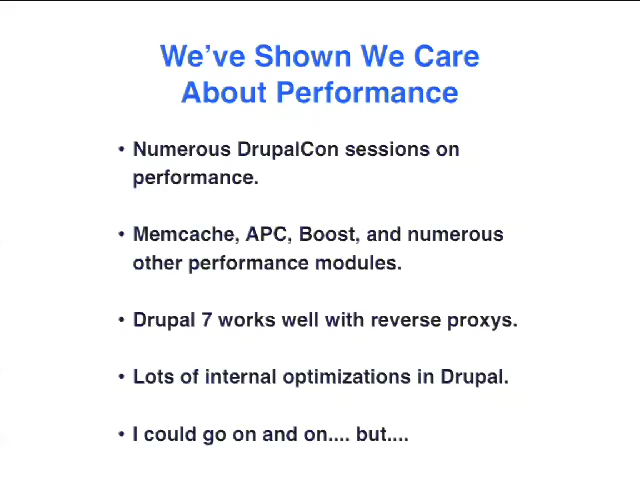 We’ve Shown We Care
About Performance
• Numerous DrupalCon sessions on
performance.
• Memcache, APC, Boost, and numerous
other performance modules.
• Drupal 7 works well with reverse proxys.
• Lots of internal optimizations in Drupal.
• I could go on and on.... but....